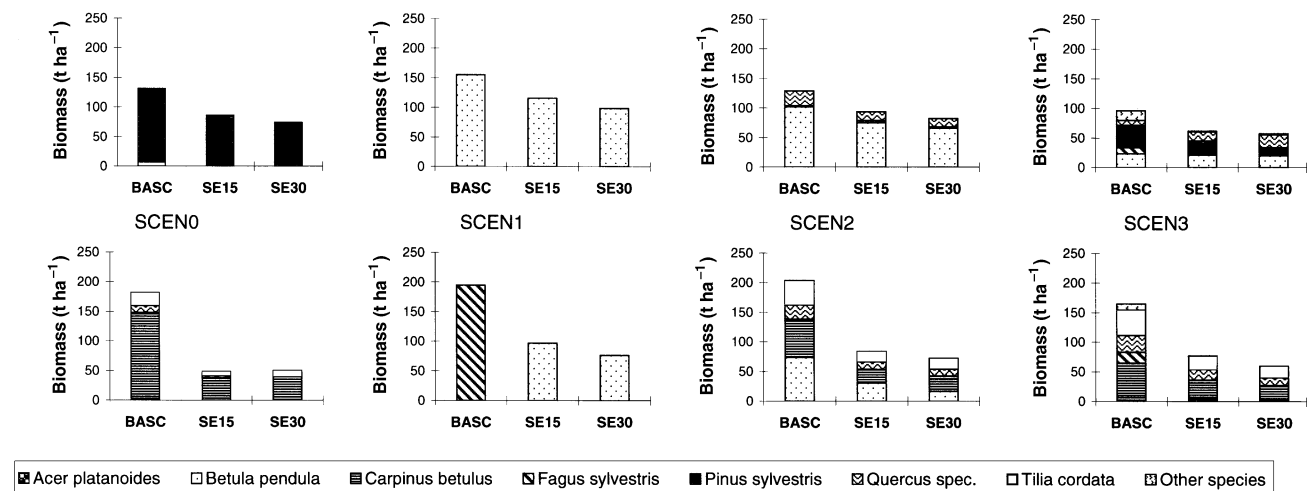 250
200
150
100
50
0
Biomass (t ha⁻¹)
BASC SE15 SE30
250
200
150
100
50
0
Biomass (t ha⁻¹)
BASC SE15 SE30
250
200
150
100
50
0
Biomass (t ha⁻¹)
BASC SE15 SE30
250
200
150
100
50
0
Biomass (t ha⁻¹)
BASC SE15 SE30
SCEN0 SCEN1 SCEN2 SCEN3
250
200
150
100
50
0
Biomass (t ha⁻¹)
BASC SE15 SE30
250
200
150
100
50
0
Biomass (t ha⁻¹)
BASC SE15 SE30
250
200
150
100
50
0
Biomass (t ha⁻¹)
BASC SE15 SE30
250
200
150
100
50
0
Biomass (t ha⁻¹)
BASC SE15 SE30
Acer platanoides Betula pendula Carpinus betulus Fagus sylvestris Pinus sylvestris Quercus spec. Tilia cordata Other species